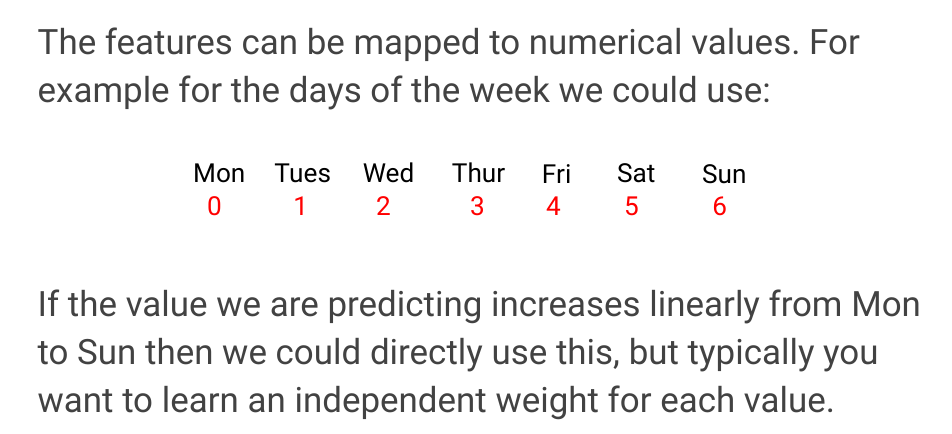 The features can be mapped to numerical values. For
example for the days of the week we could use:
Mon Tues Wed Thur Fri Sat Sun
0 1 2 3 4 5 6
If the value we are predicting increases linearly from Mon
to Sun then we could directly use this, but typically you
want to learn an independent weight for each value.